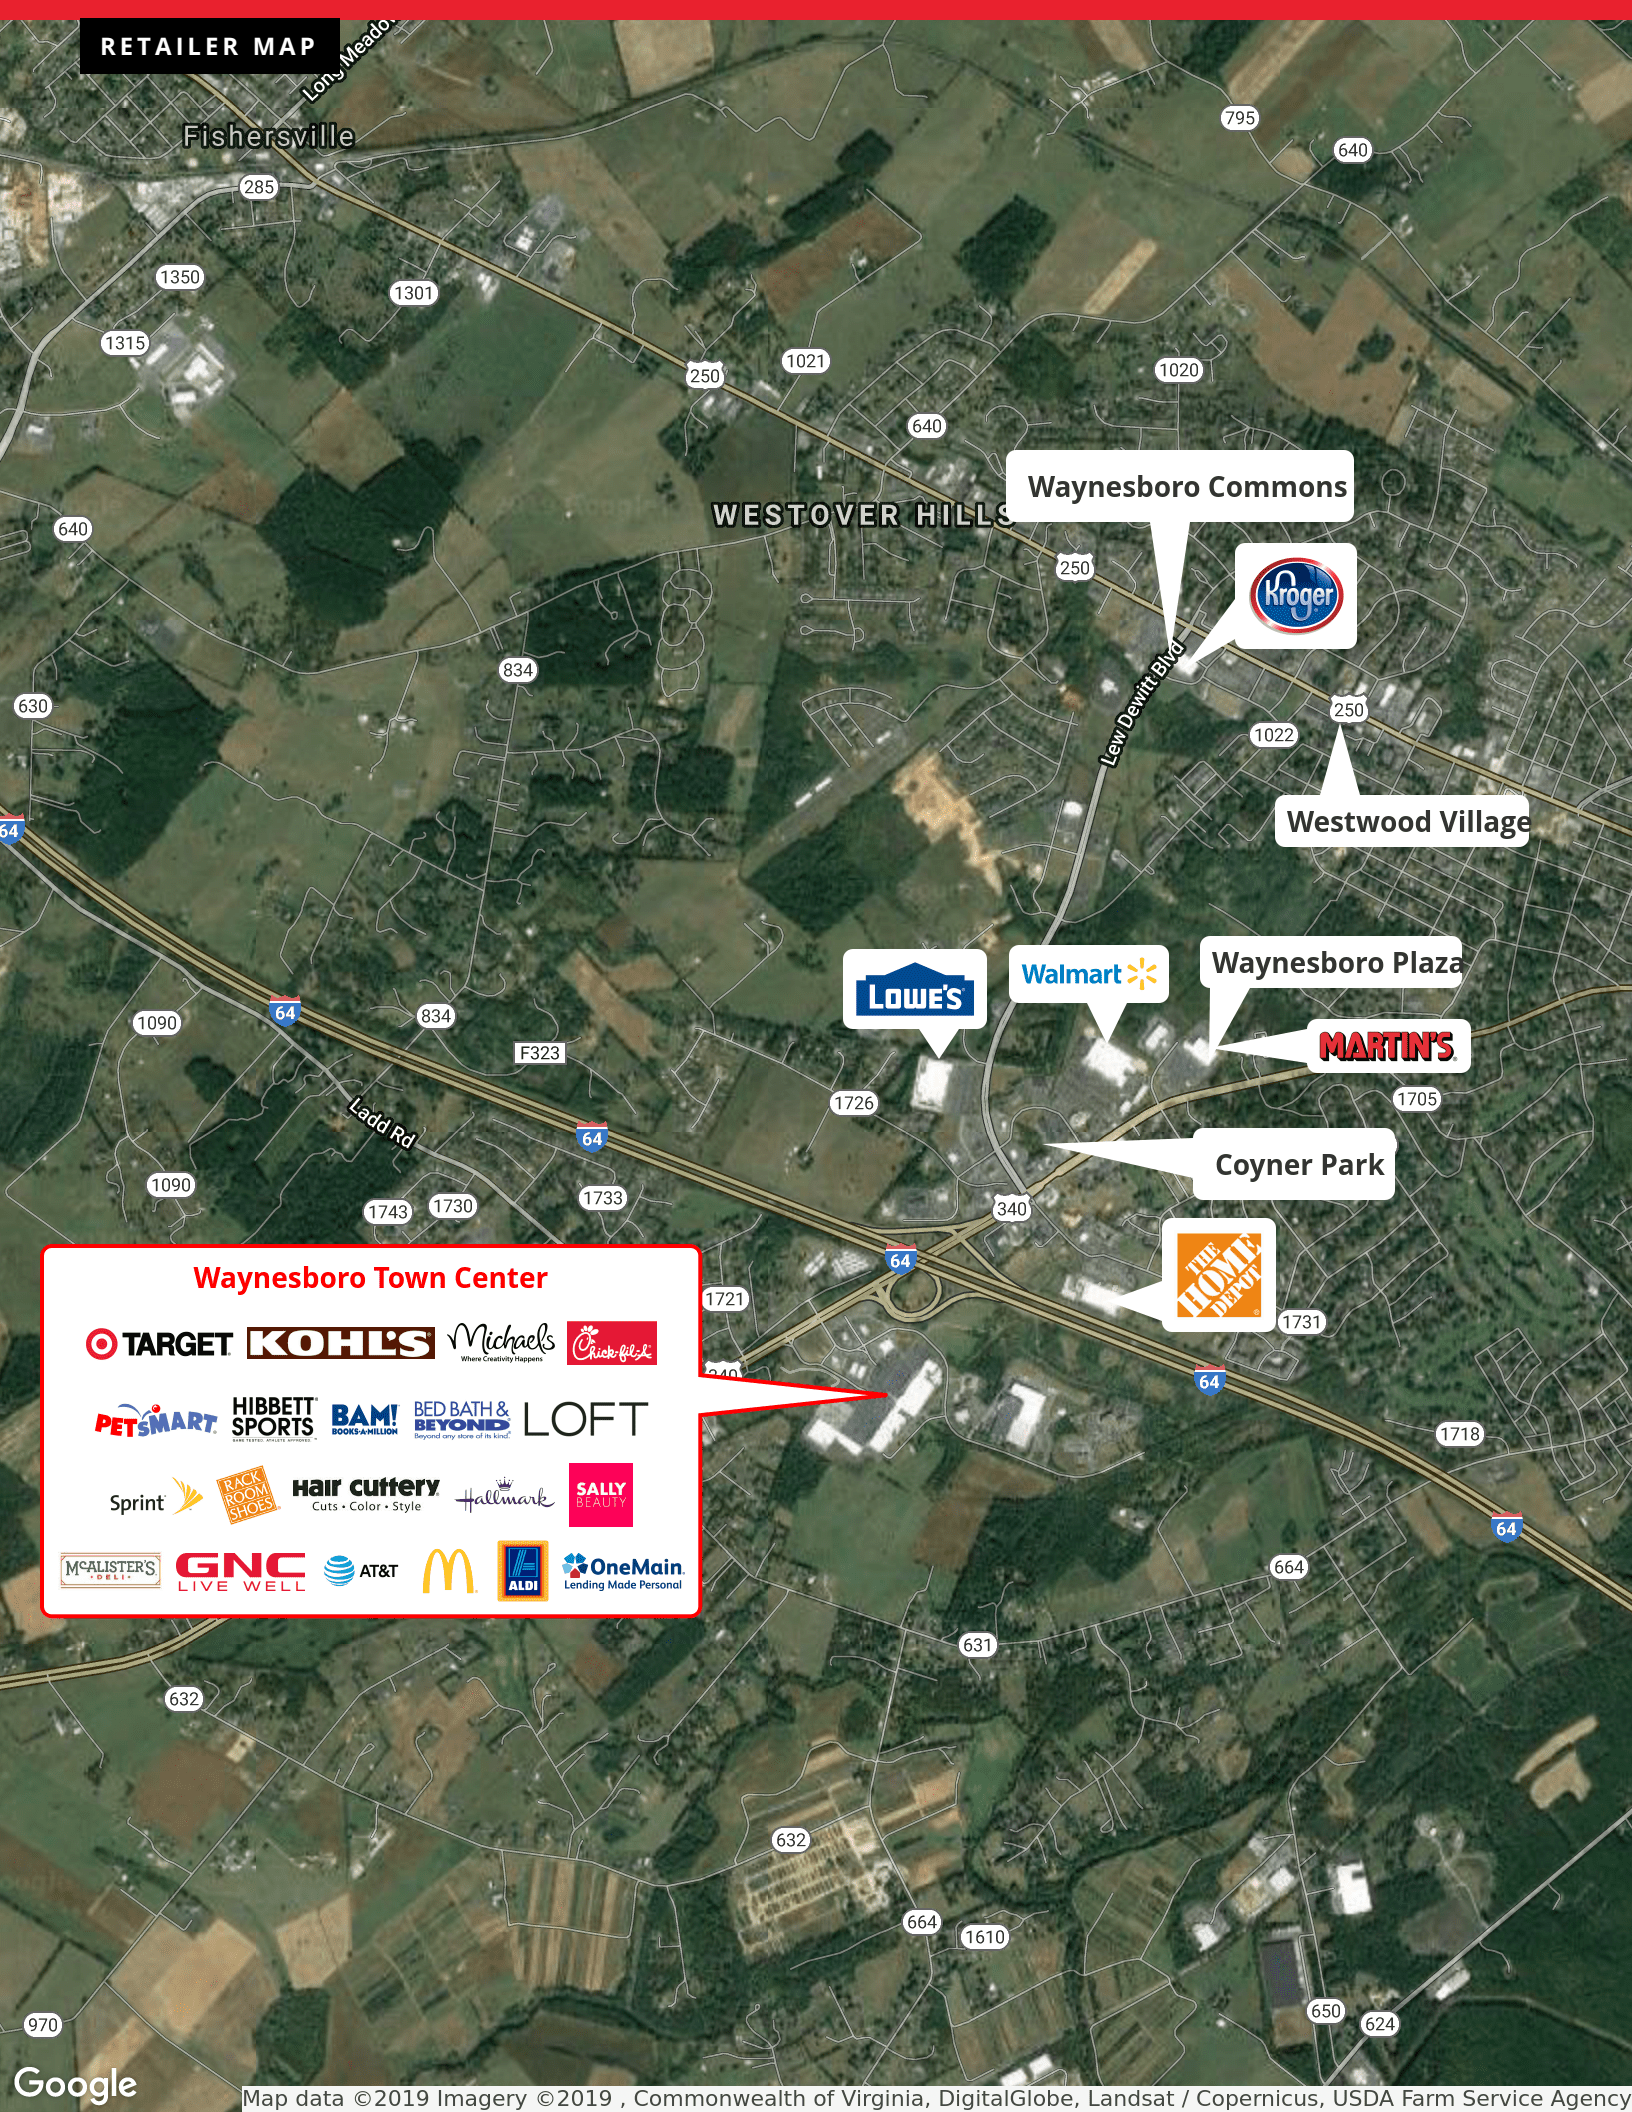 RETAILER MAP
Long Meadow
Fishersville
795
640
285
1350
1301
1315
250
1021
1020
640
Waynesboro Commons
WESTOVER HILLS
640
250
Kroger
834
Lew Dewitt Blvd
630
250
1022
Westwood Village
64
LOWE'S
Walmart
Waynesboro Plaza
MARTIN'S
64
1090
834
F323
1726
1705
Ladd Rd
64
Coyner Park
1090
1743
1730
1733
340
64
THE
HOME
DEPOT
Waynesboro Town Center
1721
1731
TARGET
KOHL'S
Michaels
Where Creativity Happens
Chick-fil-A
340
64
PETSMART
HIBBETT
SPORTS
BAM!
BOOKS-A-MILLION
BED BATH &
BEYOND
Beyond any store of its kind.
LOFT
1718
Sprint
RACK
ROOM
SHOES
Hair Cuttery
Cuts • Color • Style
Hallmark
SALLY
BEAUTY
64
McALISTER'S
DELI
GNC
LIVE WELL
AT&T
ALDI
OneMain
Lending Made Personal
664
631
632
632
664
1610
970
650
624
Google
Map data ©2019 Imagery ©2019 , Commonwealth of Virginia, DigitalGlobe, Landsat / Copernicus, USDA Farm Service Agency